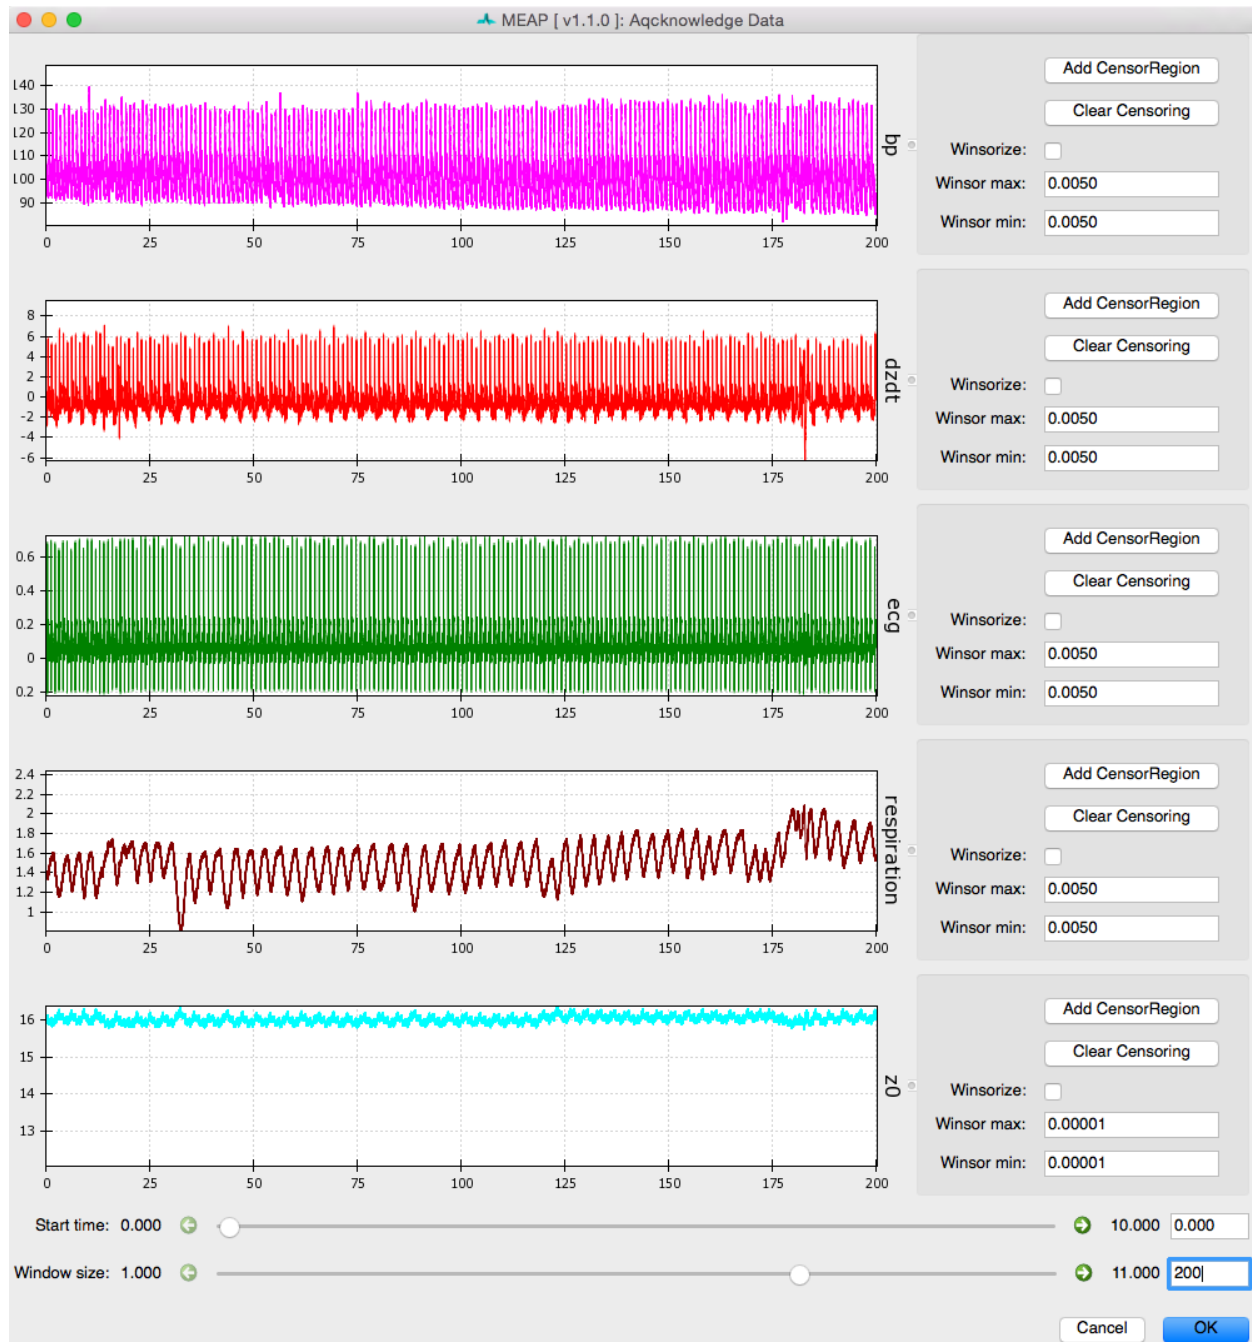 MEAP [ v1.1.0 ]: Aqcknowledge Data
140
130
120
110
100
90
0 25 50 75 100 125 150 175 200
bp
Add CensorRegion
Clear Censoring
Winsorize:
Winsor max: 0.0050
Winsor min: 0.0050
8
6
4
2
0
-2
-4
-6
0 25 50 75 100 125 150 175 200
dzdt
Add CensorRegion
Clear Censoring
Winsorize:
Winsor max: 0.0050
Winsor min: 0.0050
0.6
0.4
0.2
0
0.2
0 25 50 75 100 125 150 175 200
ecg
Add CensorRegion
Clear Censoring
Winsorize:
Winsor max: 0.0050
Winsor min: 0.0050
2.4
2.2
2
1.8
1.6
1.4
1.2
1
0 25 50 75 100 125 150 175 200
respiration
Add CensorRegion
Clear Censoring
Winsorize:
Winsor max: 0.0050
Winsor min: 0.0050
16
15
14
13
0 25 50 75 100 125 150 175 200
z0
Add CensorRegion
Clear Censoring
Winsorize:
Winsor max: 0.00001
Winsor min: 0.00001
Start time: 0.000 10.000 0.000
Window size: 1.000 11.000 200
Cancel OK